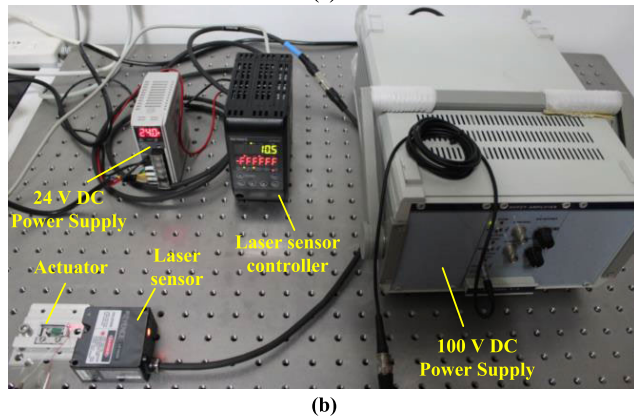 240
105
24 V DC
Power Supply
Laser sensor
controller
Actuator
Laser
sensor
100 V DC
Power Supply
(b)